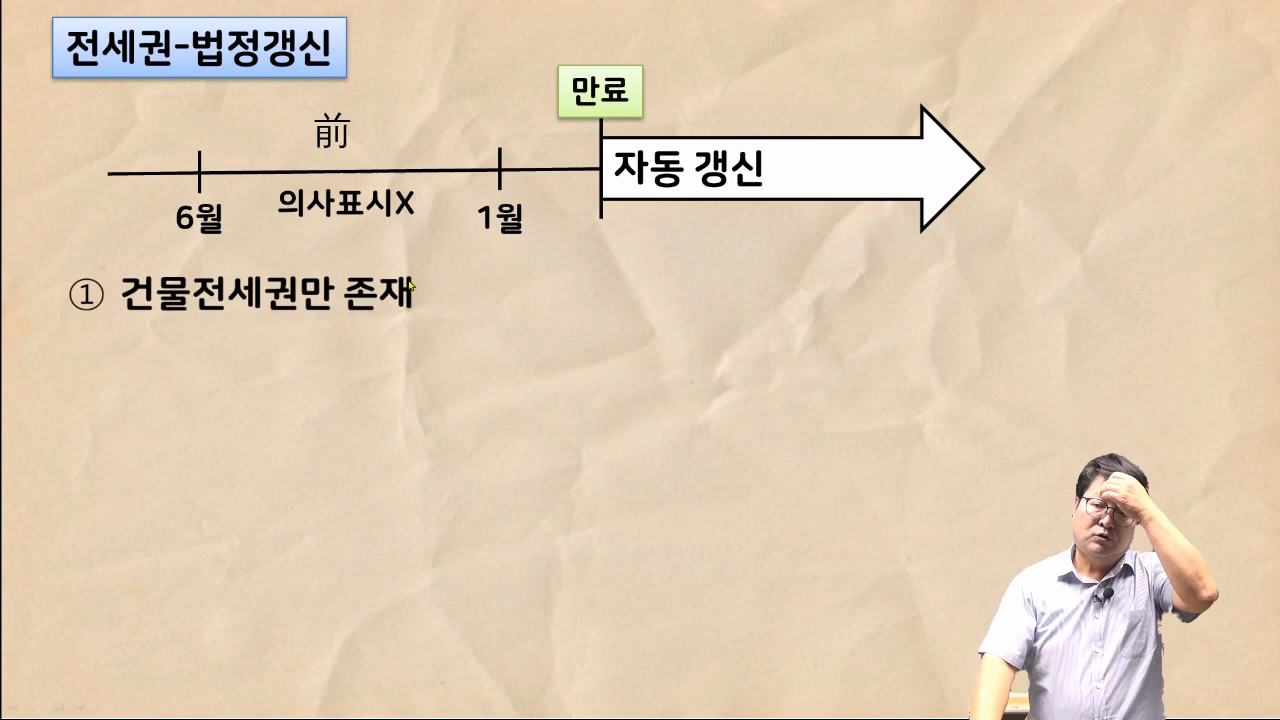 전세권-법정갱신
만료
前
자동 갱신
6월
의사표시X
1월
① 건물전세권만 존재